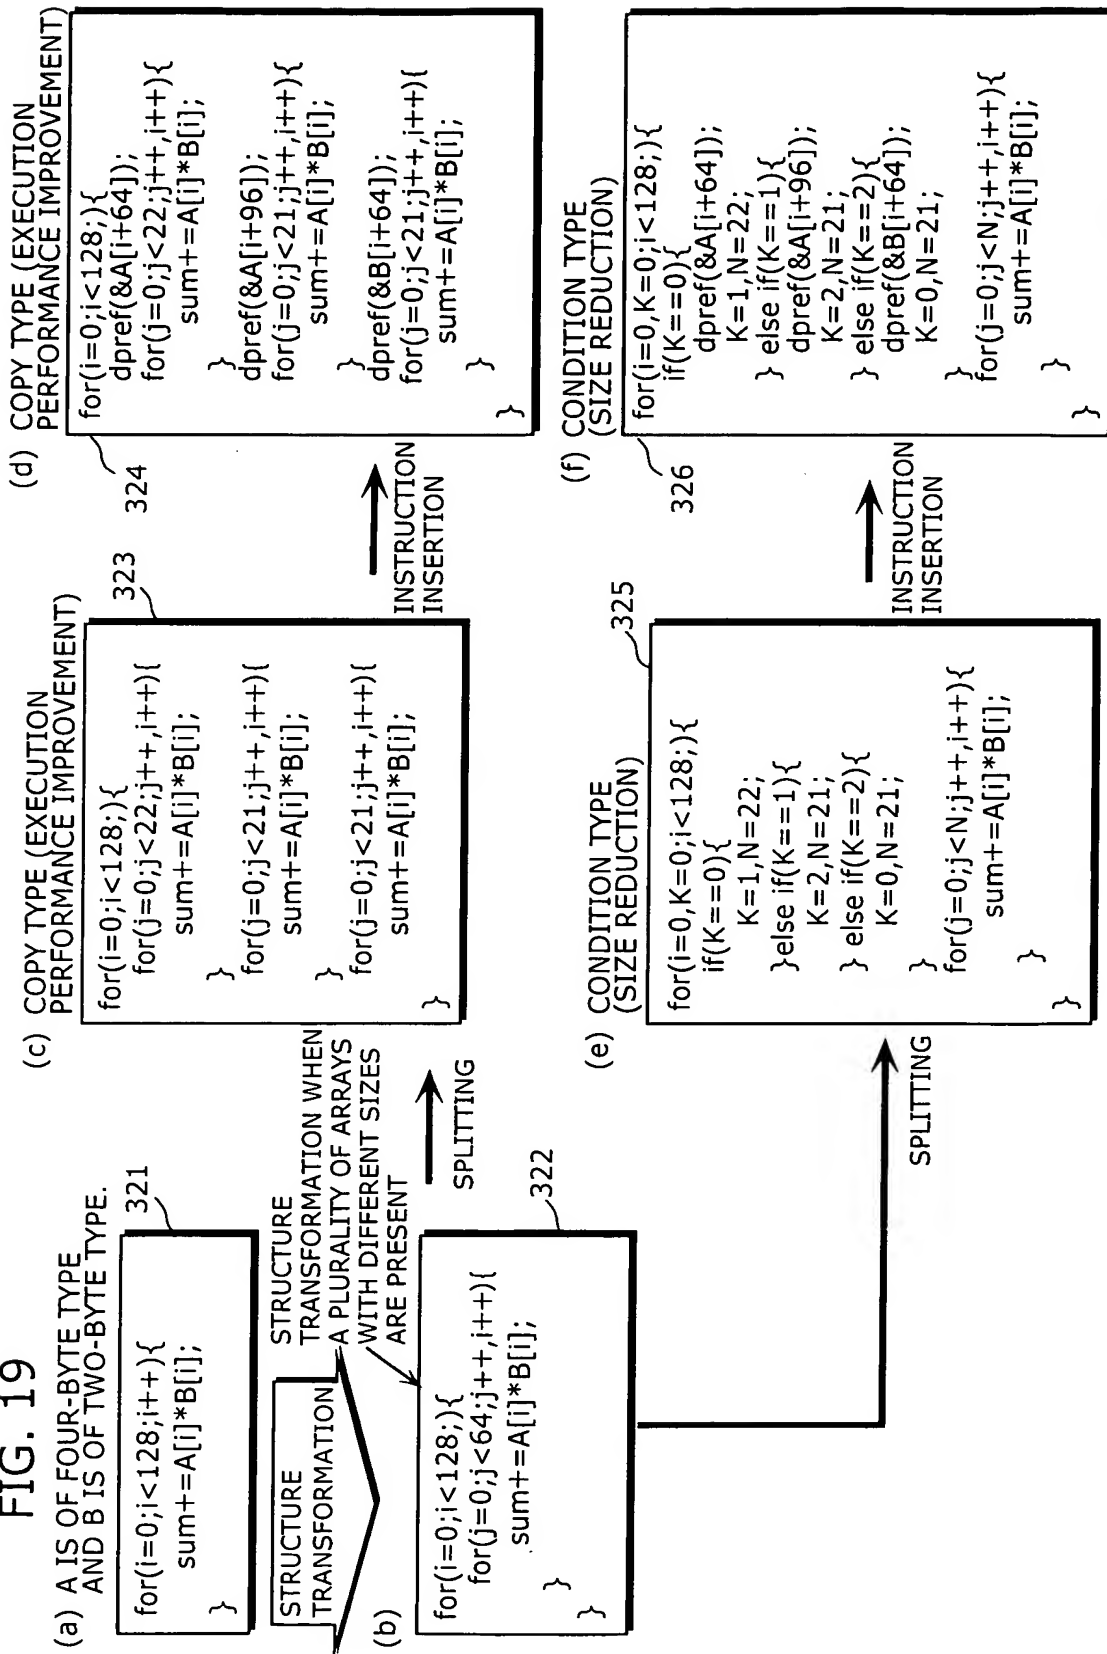 FIG. 19
(a) A IS OF FOUR-BYTE TYPE
AND B IS OF TWO-BYTE TYPE.
321
for(i=0;i<128;i++){
sum+=A[i]*B[i];
}
STRUCTURE
TRANSFORMATION
STRUCTURE
TRANSFORMATION WHEN
A PLURALITY OF ARRAYS
WITH DIFFERENT SIZES
ARE PRESENT
(b)
322
for(i=0;i<128;){
for(j=0;j<64;j++,i++){
sum+=A[i]*B[i];
}
}
SPLITTING
SPLITTING
(c) COPY TYPE (EXECUTION
PERFORMANCE IMPROVEMENT)
323
for(i=0;i<128;){
for(j=0;j<22;j++,i++){
sum+=A[i]*B[i];
}
for(j=0;j<21;j++,i++){
sum+=A[i]*B[i];
}
for(j=0;j<21;j++,i++){
sum+=A[i]*B[i];
}
}
INSTRUCTION
INSERTION
(d) COPY TYPE (EXECUTION
PERFORMANCE IMPROVEMENT)
324
for(i=0;i<128;){
dpref(&A[i+64]);
for(j=0;j<22;j++,i++){
sum+=A[i]*B[i];
}
dpref(&A[i+96]);
for(j=0;j<21;j++,i++){
sum+=A[i]*B[i];
}
dpref(&B[i+64]);
for(j=0;j<21;j++,i++){
sum+=A[i]*B[i];
}
}
(e) CONDITION TYPE
(SIZE REDUCTION)
325
for(i=0,K=0;i<128;){
if(K==0){
K=1,N=22;
}else if(K==1){
K=2,N=21;
} else if(K==2){
K=0,N=21;
}
for(j=0;j<N;j++,i++){
sum+=A[i]*B[i];
}
}
INSTRUCTION
INSERTION
(f) CONDITION TYPE
(SIZE REDUCTION)
326
for(i=0,K=0;i<128;){
if(K==0){
dpref(&A[i+64]);
K=1,N=22;
} else if(K==1){
dpref(&A[i+96]);
K=2,N=21;
} else if(K==2){
dpref(&B[i+64]);
K=0,N=21;
}
for(j=0;j<N;j++,i++){
sum+=A[i]*B[i];
}
}